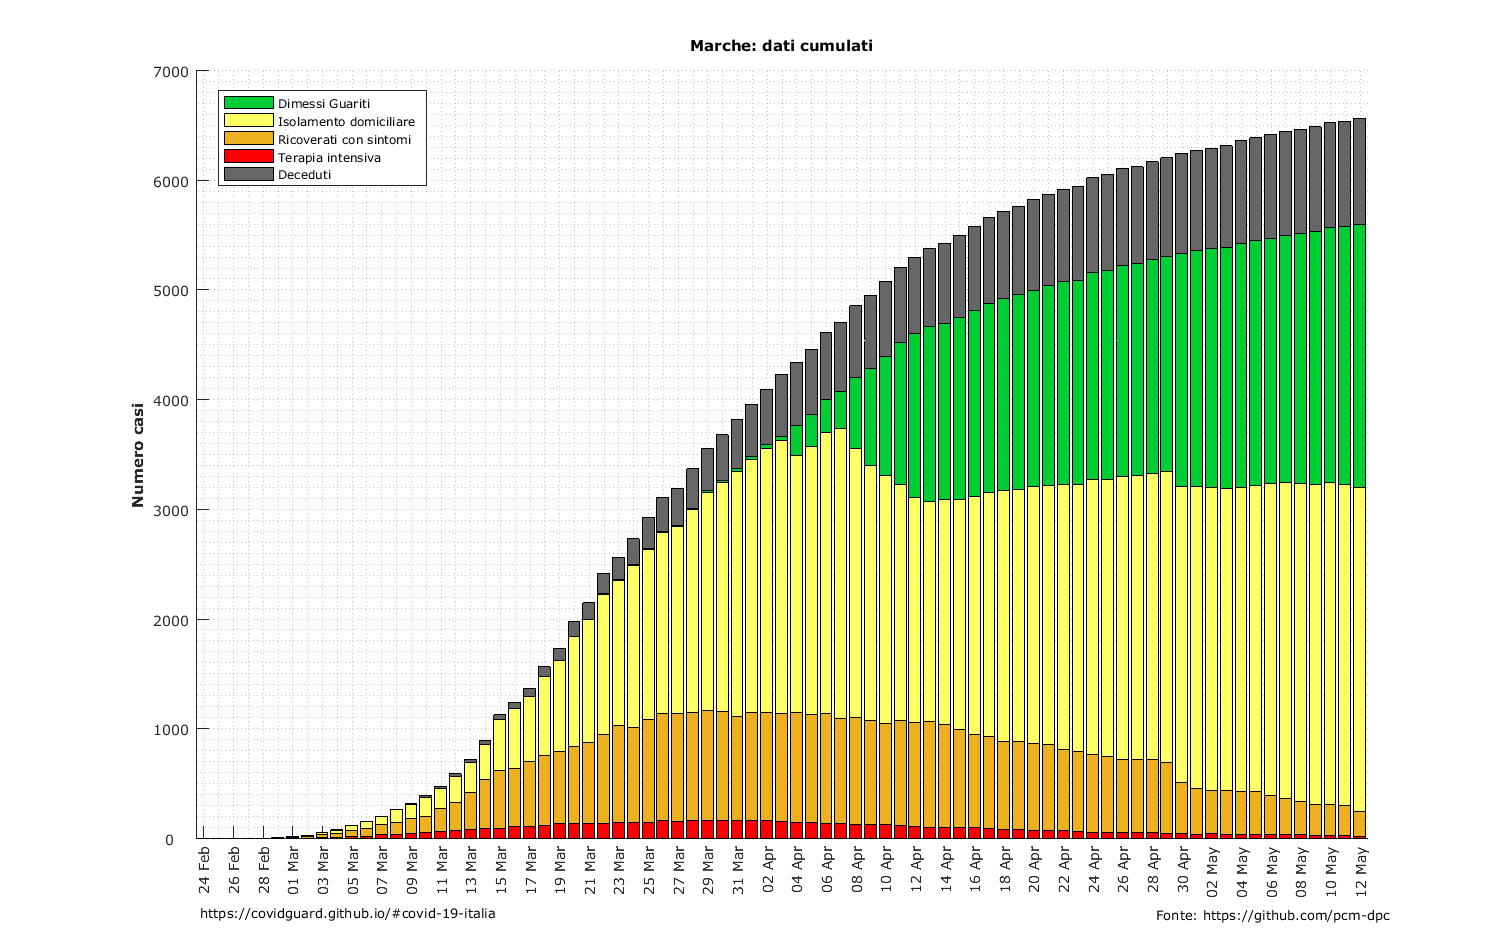 Marche: dati cumulati
7000
6000
5000
4000
3000
2000
1000
0
Numero casi
Dimessi Guariti
Isolamento domiciliare
Ricoverati con sintomi
Terapia intensiva
Deceduti
24 Feb
26 Feb
28 Feb
01 Mar
03 Mar
05 Mar
07 Mar
09 Mar
11 Mar
13 Mar
15 Mar
17 Mar
19 Mar
21 Mar
23 Mar
25 Mar
27 Mar
29 Mar
31 Mar
02 Apr
04 Apr
06 Apr
08 Apr
10 Apr
12 Apr
14 Apr
16 Apr
18 Apr
20 Apr
22 Apr
24 Apr
26 Apr
28 Apr
30 Apr
02 May
04 May
06 May
08 May
10 May
12 May
https://covidguard.github.io/#covid-19-italia
Fonte: https://github.com/pcm-dpc